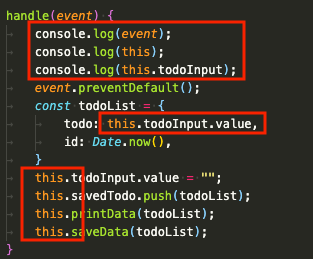 handle(event) {
console.log(event);
console.log(this);
console.log(this.todoInput);
event.preventDefault();
const todoList = {
todo: this.todoInput.value,
id: Date.now(),
}
this.todoInput.value = "";
this.savedTodo.push(todoList);
this.printData(todoList);
this.saveData(todoList);
}